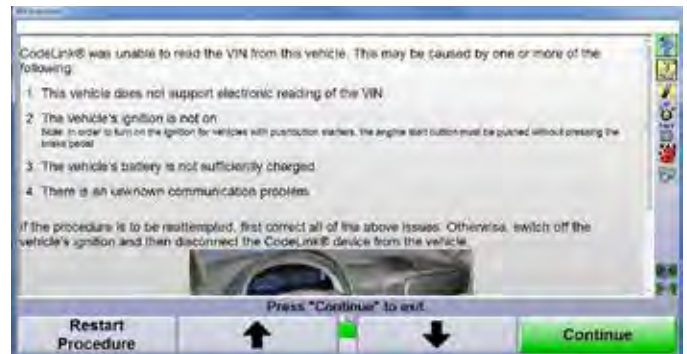 CodeLink® was unable to read the VIN from this vehicle. This may be caused by one or more of the
following:
1 This vehicle does not support electronic reading of the VIN
2 The vehicle's ignition is not on
Note: In order to turn on the ignition for vehicles with pushbutton starters, the engine start button must be pushed without pressing the
brake pedal
3 The vehicle's battery is not sufficiently charged
4 There is an unknown communication problem
If the procedure is to be reattempted, first correct all of the above issues. Otherwise, switch off the
vehicle's ignition and then disconnect the CodeLink® device from the vehicle.
Press "Continue" to exit.
Restart
Procedure
Continue